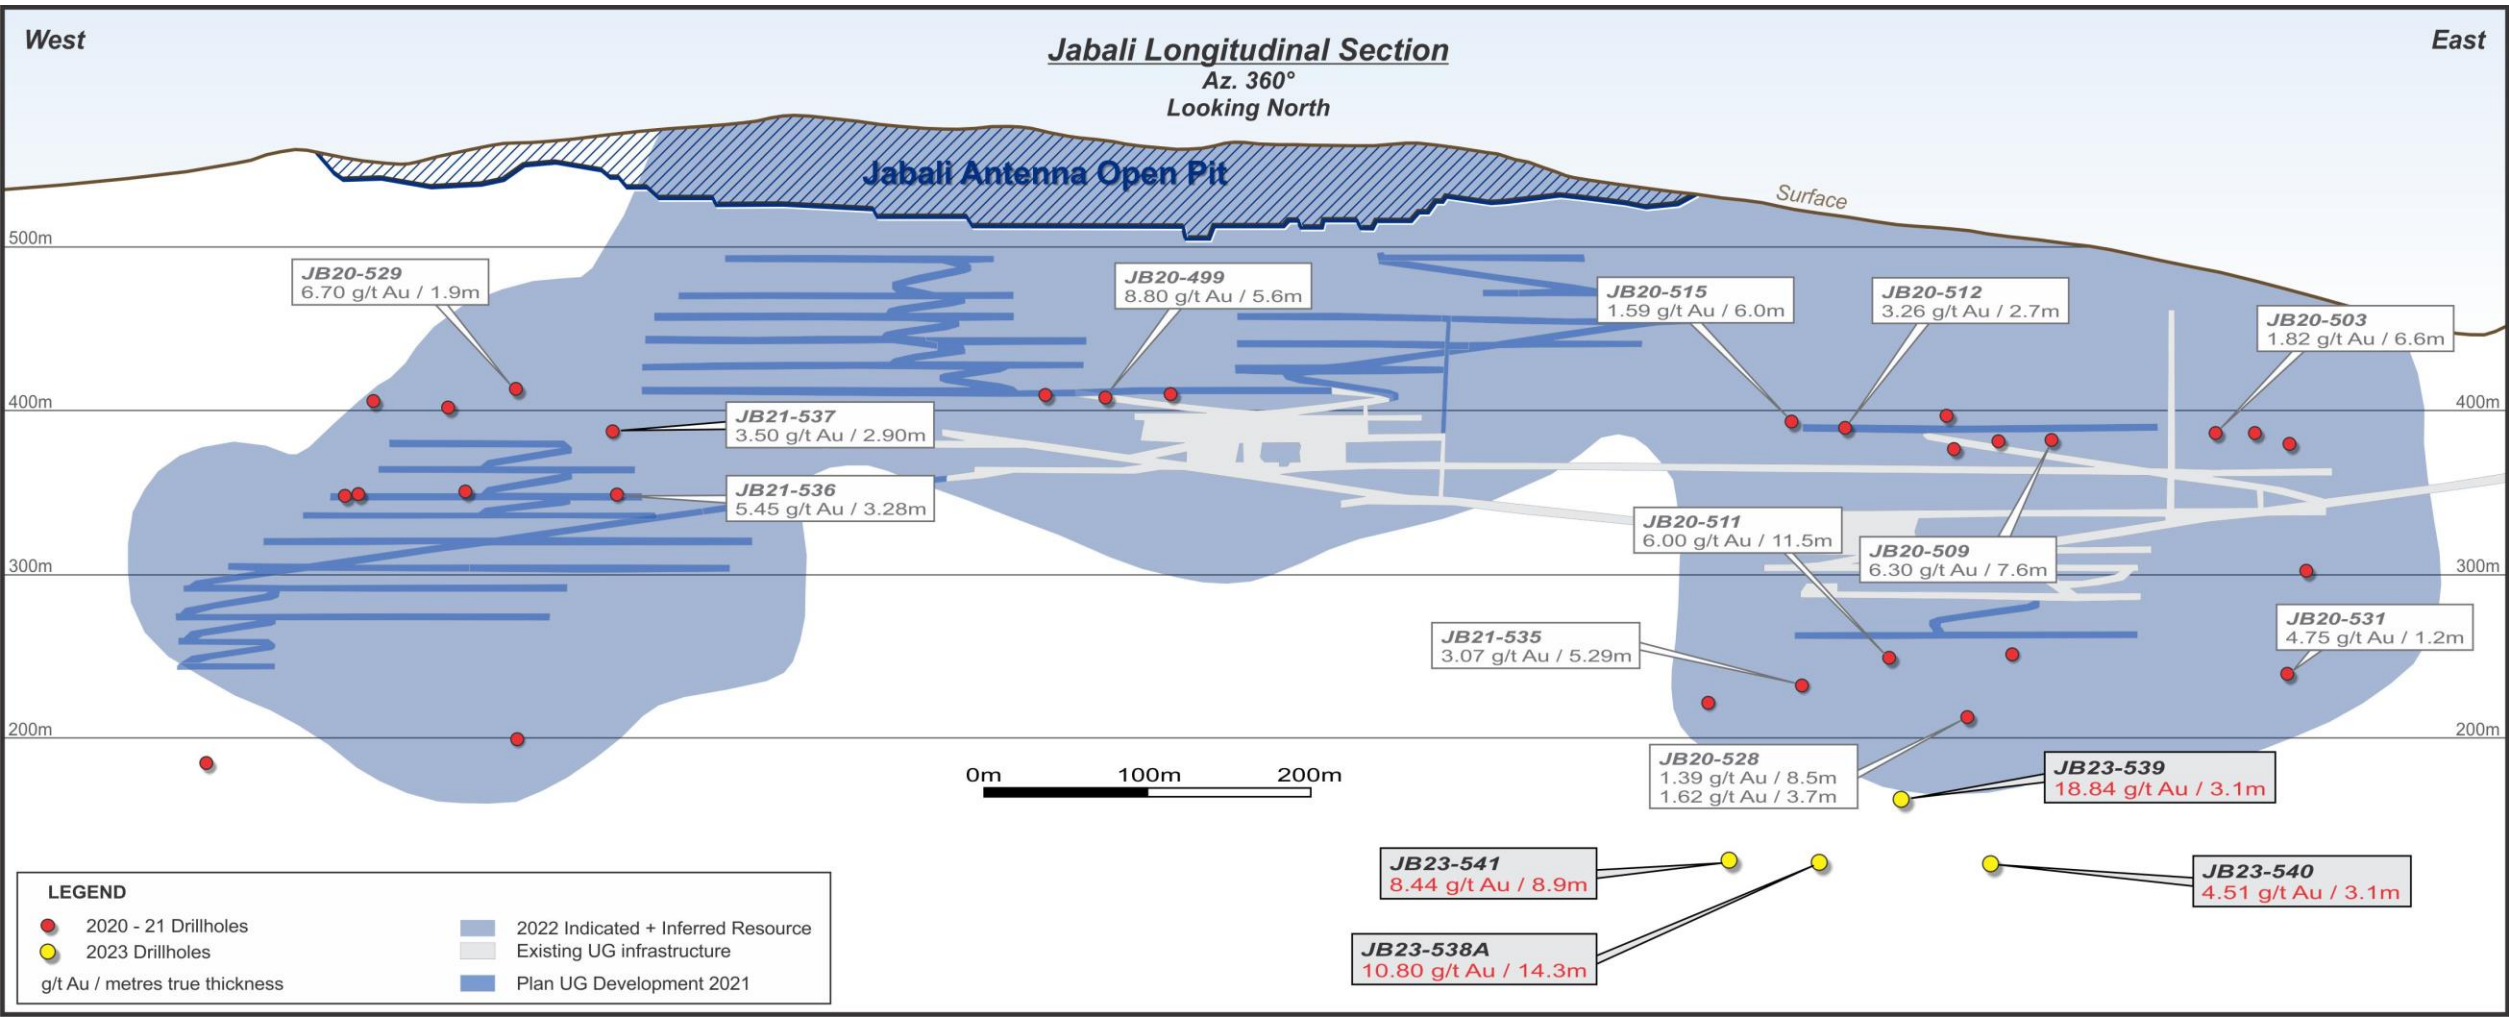 West
East
Jabali Longitudinal Section
Az. 360°
Looking North
Jabali Antenna Open Pit
Surface
500m
JB20-529
6.70 g/t Au / 1.9m
JB20-499
8.80 g/t Au / 5.6m
JB20-515
1.59 g/t Au / 6.0m
JB20-512
3.26 g/t Au / 2.7m
JB20-503
1.82 g/t Au / 6.6m
400m
400m
JB21-537
3.50 g/t Au / 2.90m
JB21-536
5.45 g/t Au / 3.28m
JB20-511
6.00 g/t Au / 11.5m
JB20-509
6.30 g/t Au / 7.6m
300m
300m
JB21-535
3.07 g/t Au / 5.29m
JB20-531
4.75 g/t Au / 1.2m
200m
200m
JB20-528
1.39 g/t Au / 8.5m
1.62 g/t Au / 3.7m
JB23-539
18.84 g/t Au / 3.1m
0m 100m 200m
JB23-541
8.44 g/t Au / 8.9m
JB23-540
4.51 g/t Au / 3.1m
JB23-538A
10.80 g/t Au / 14.3m
LEGEND
2020 - 21 Drillholes
2023 Drillholes
g/t Au / metres true thickness
2022 Indicated + Inferred Resource
Existing UG infrastructure
Plan UG Development 2021